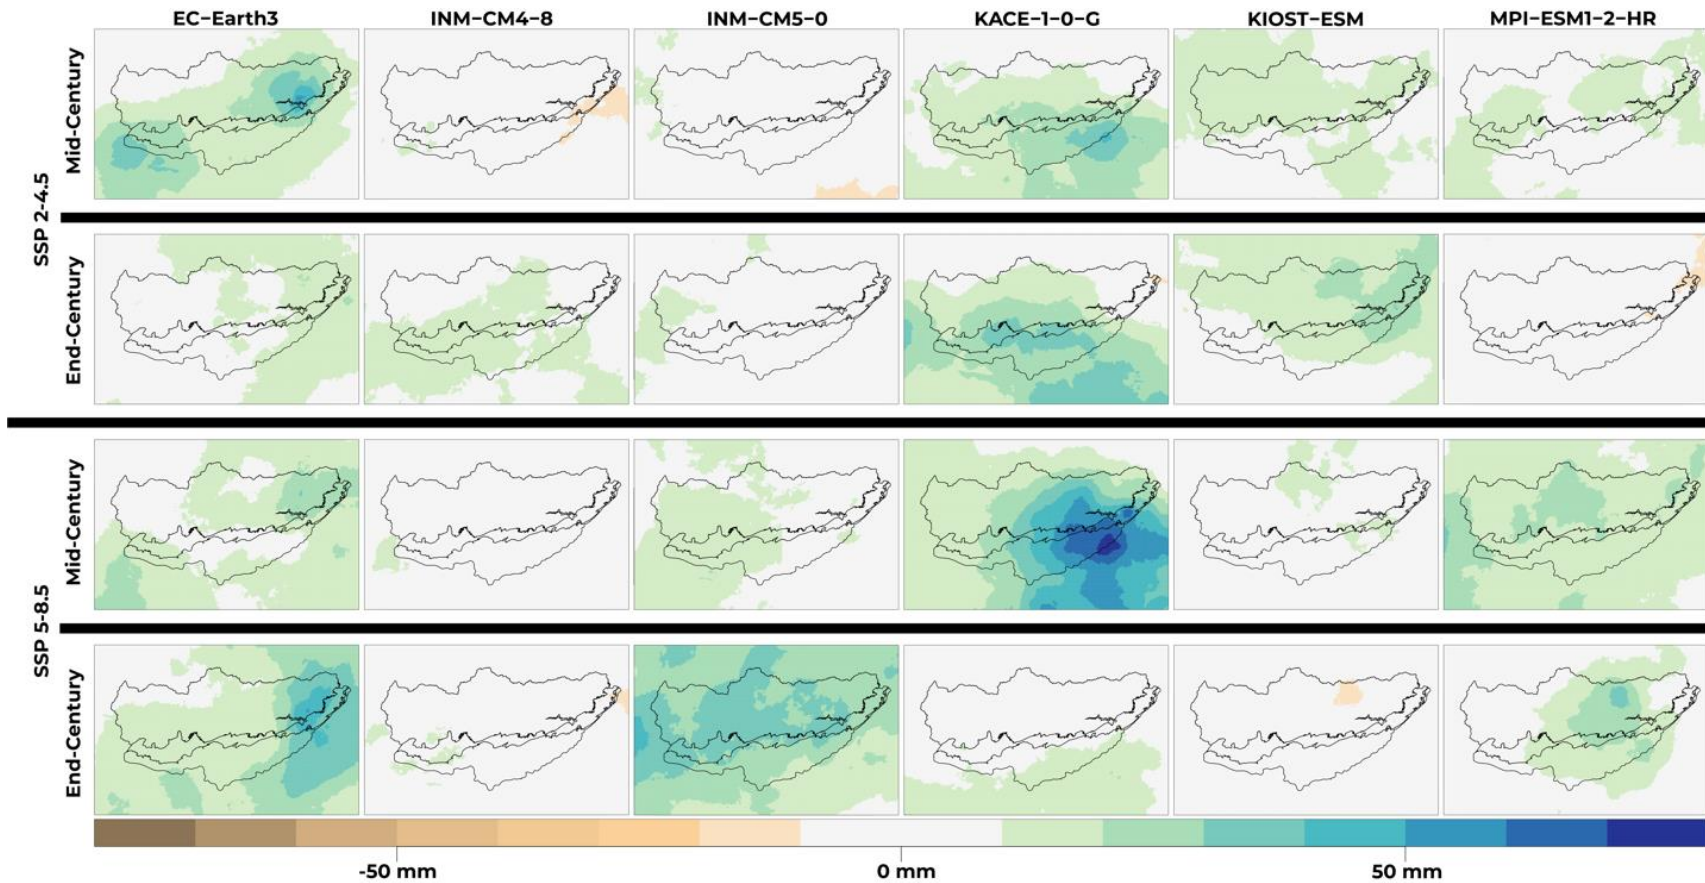 EC-Earth3 INM-CM4-8 INM-CM5-0 KACE-1-0-G KIOST-ESM MPI-ESM1-2-HR
SSP 2-4.5
Mid-Century
End-Century
SSP 5-8.5
Mid-Century
End-Century
-50 mm 0 mm 50 mm